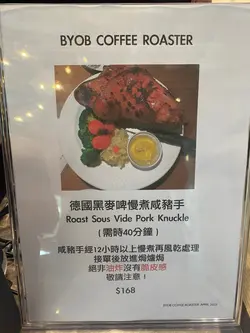 BYOB COFFEE ROASTER
德國黑麥啤慢煮咸豬手
Roast Sous Vide Pork Knuckle
(需時40分鐘)
咸豬手經12小時以上慢煮再風乾處理
接單後放進焗爐焗
絕非油炸沒有脆皮感
敬請注意！
$168